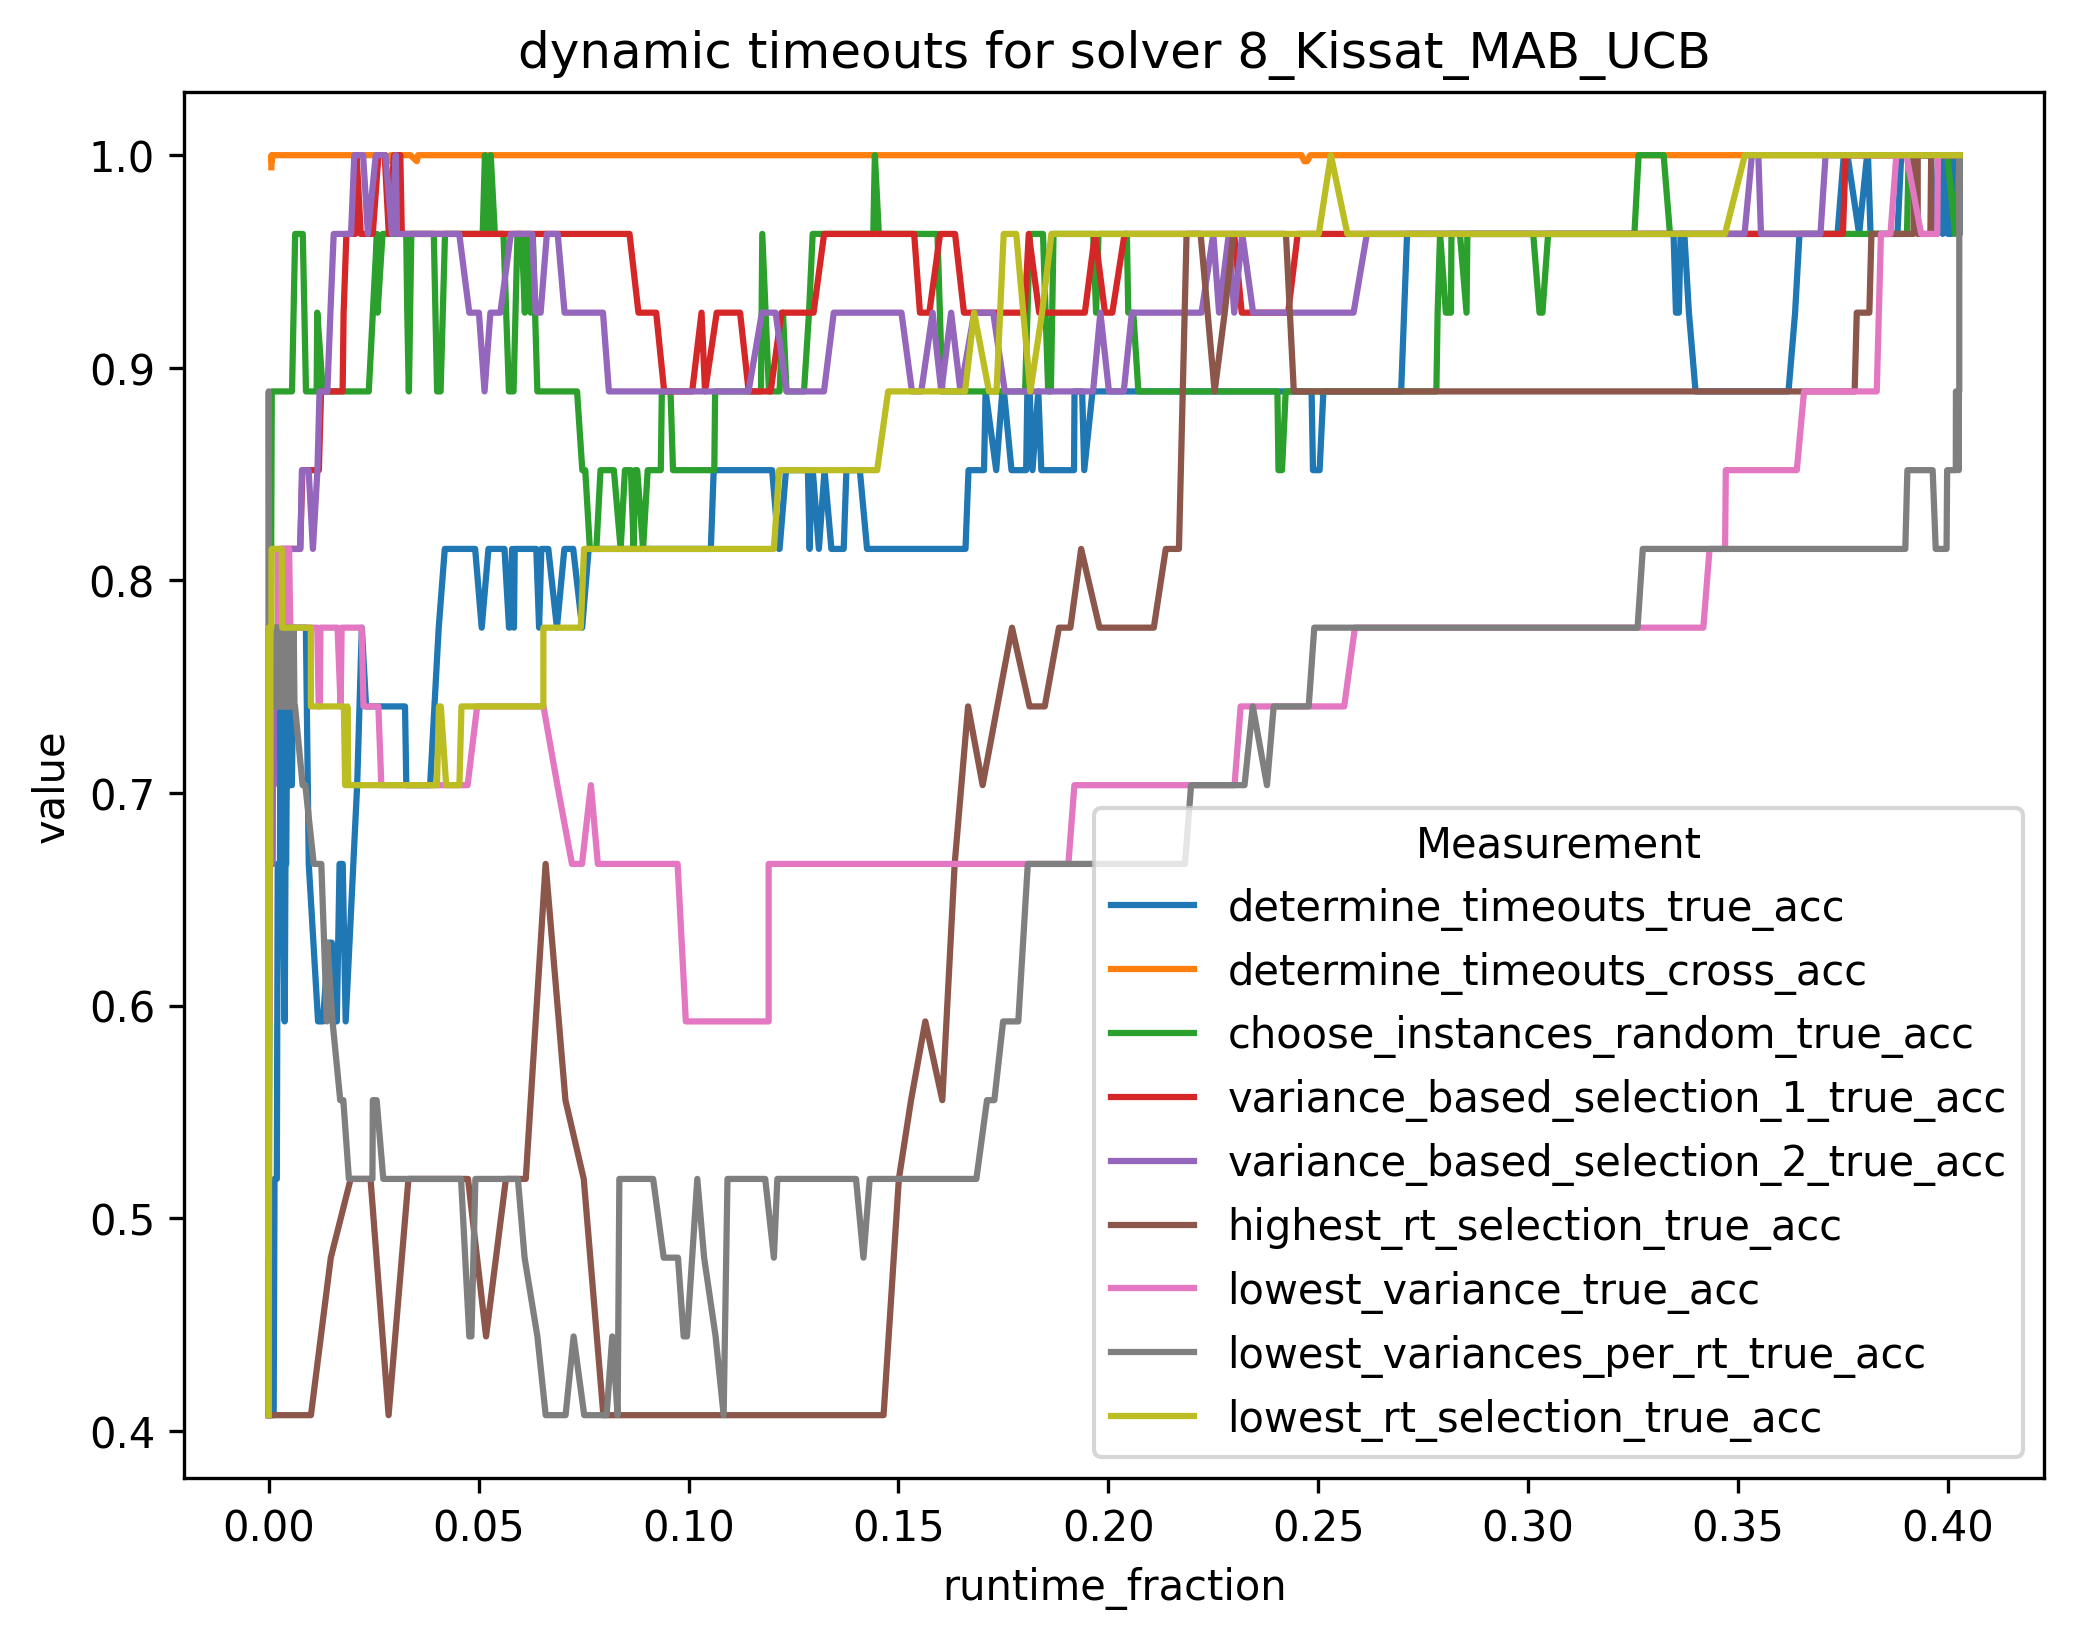 dynamic timeouts for solver 8_Kissat_MAB_UCB
1.0
0.9
0.8
0.7
0.6
0.5
0.4
value
0.00 0.05 0.10 0.15 0.20 0.25 0.30 0.35 0.40
runtime_fraction
Measurement
determine_timeouts_true_acc
determine_timeouts_cross_acc
choose_instances_random_true_acc
variance_based_selection_1_true_acc
variance_based_selection_2_true_acc
highest_rt_selection_true_acc
lowest_variance_true_acc
lowest_variances_per_rt_true_acc
lowest_rt_selection_true_acc